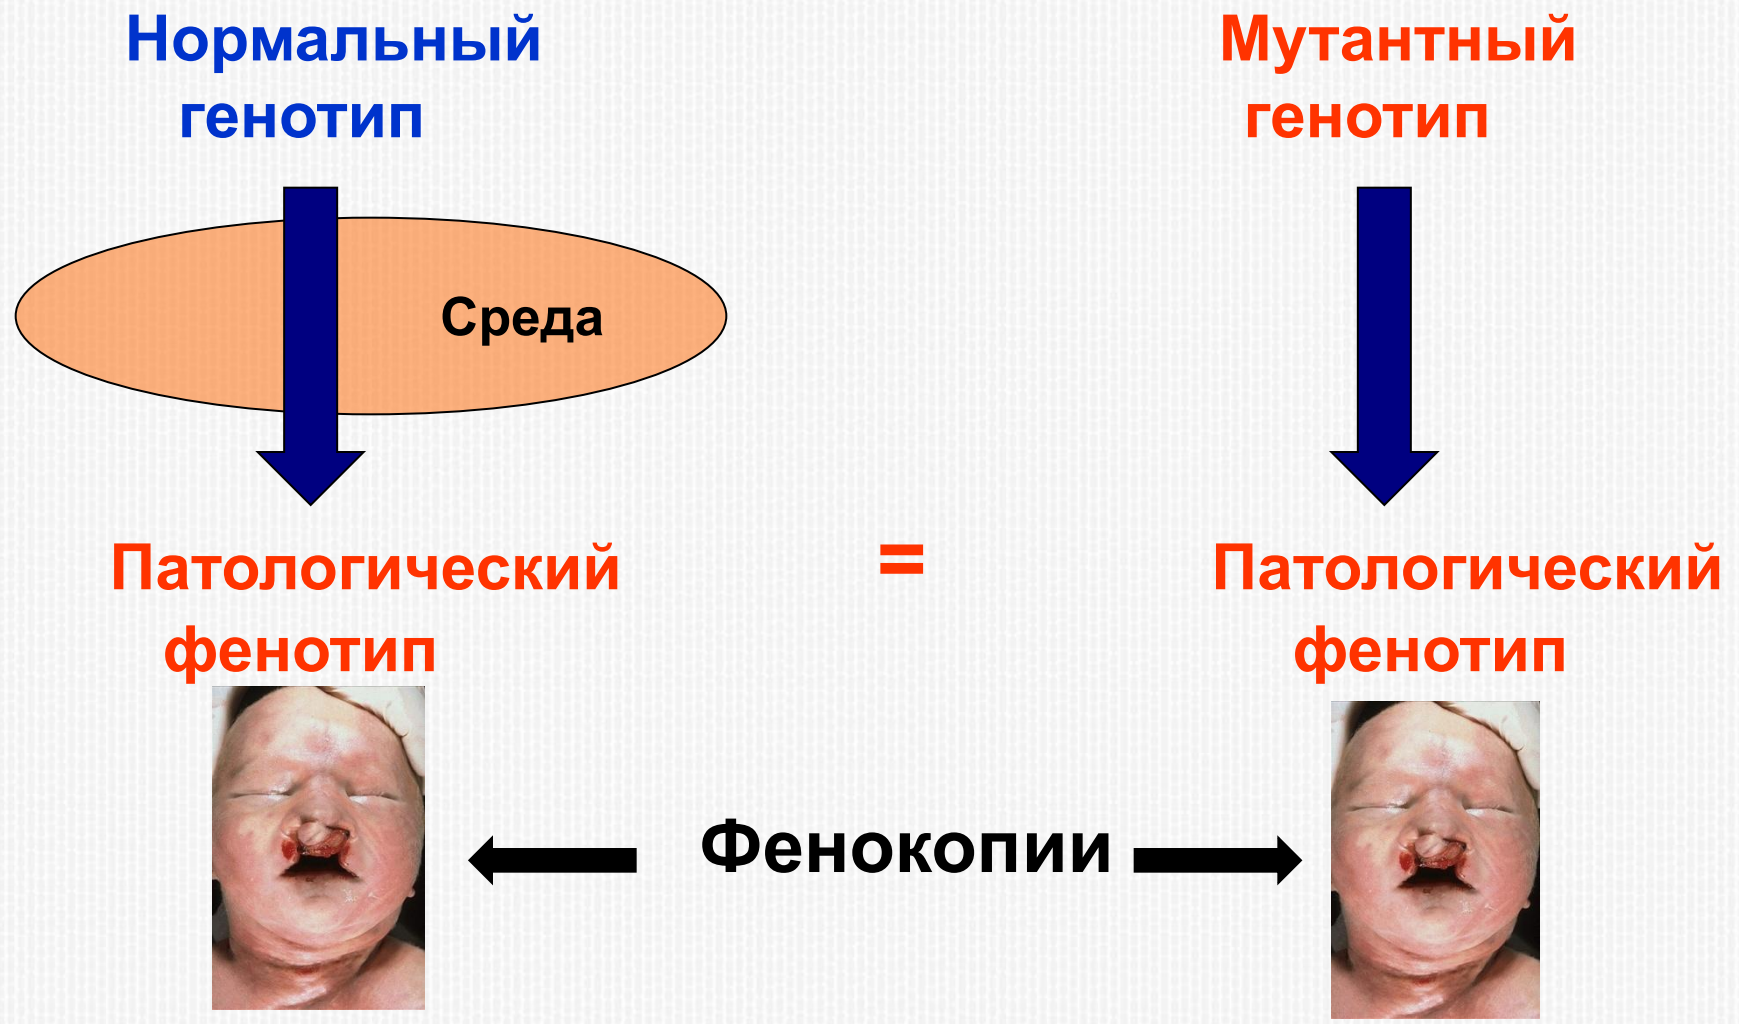 Нормальный
генотип
Мутантный
генотип
Среда
Патологический
фенотип
=
Патологический
фенотип
Фенокопии